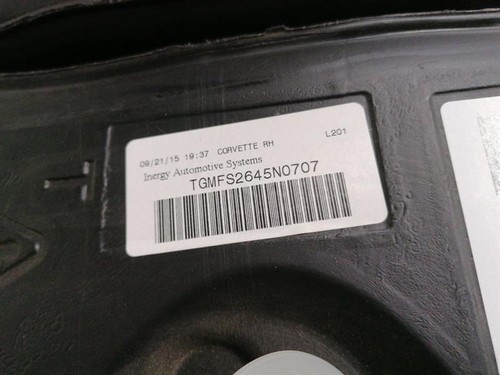 09/21/15 19:37 CORVETTE RH L201
Inergy Automotive Systems
TGMFS2645N0707